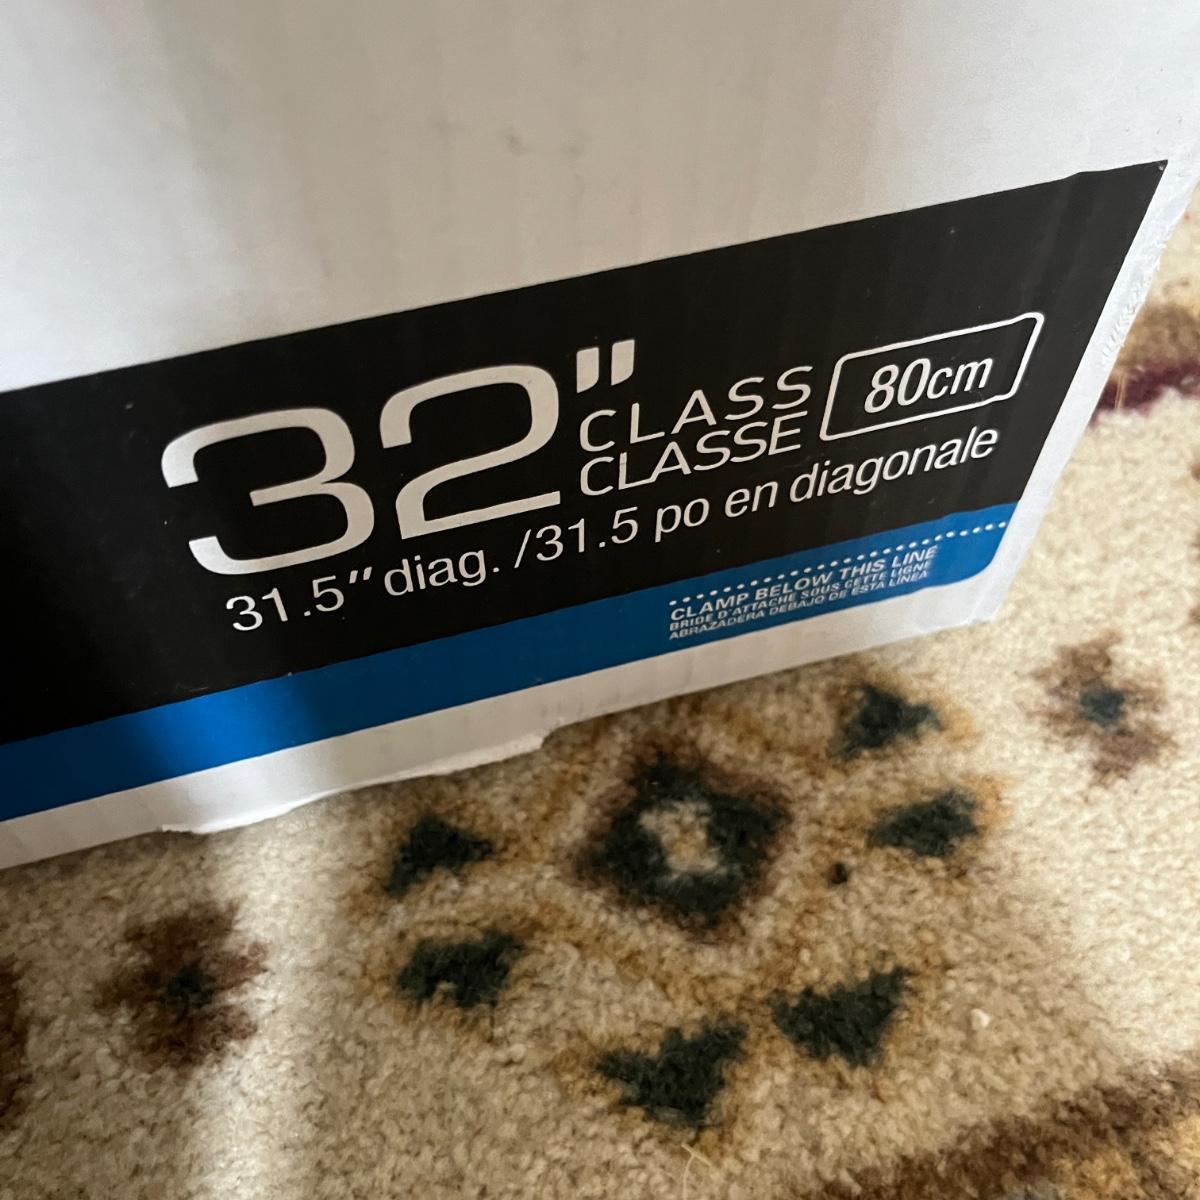 32" CLASS 80cm
CLASSE
31.5" diag. / 31.5 po en diagonale
CLAMP BELOW THIS LINE
BRIDE D'ATTACHE SOUS CETTE LIGNE
ABRAZADERA DEBAJO DE ESTA LÍNEA